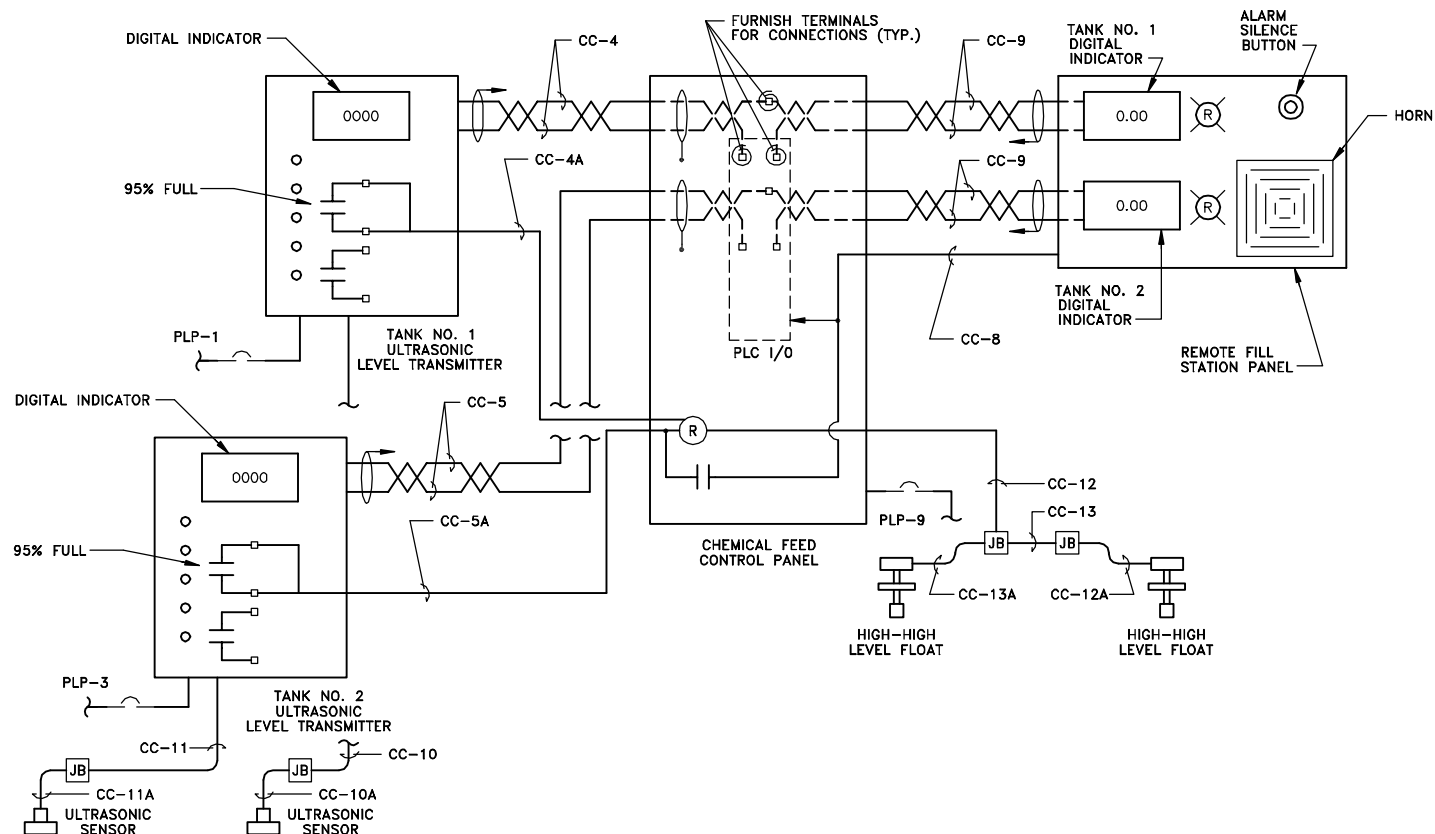 DIGITAL INDICATOR
0000
95% FULL
PLP-1
TANK NO. 1
ULTRASONIC
LEVEL TRANSMITTER
CC-4
CC-4A
FURNISH TERMINALS
FOR CONNECTIONS (TYP.)
CC-9
CC-9
TANK NO. 1
DIGITAL
INDICATOR
ALARM
SILENCE
BUTTON
0.00
R
HORN
0.00
R
TANK NO. 2
DIGITAL
INDICATOR
REMOTE FILL
STATION PANEL
CC-8
PLC I/O
R
DIGITAL INDICATOR
0000
CC-5
CC-5A
95% FULL
PLP-3
TANK NO. 2
ULTRASONIC
LEVEL TRANSMITTER
PLP-9
CHEMICAL FEED
CONTROL PANEL
CC-12
CC-13
JB
JB
CC-13A
CC-12A
HIGH-HIGH
LEVEL FLOAT
HIGH-HIGH
LEVEL FLOAT
CC-11
JB
CC-11A
ULTRASONIC
SENSOR
CC-10
JB
CC-10A
ULTRASONIC
SENSOR